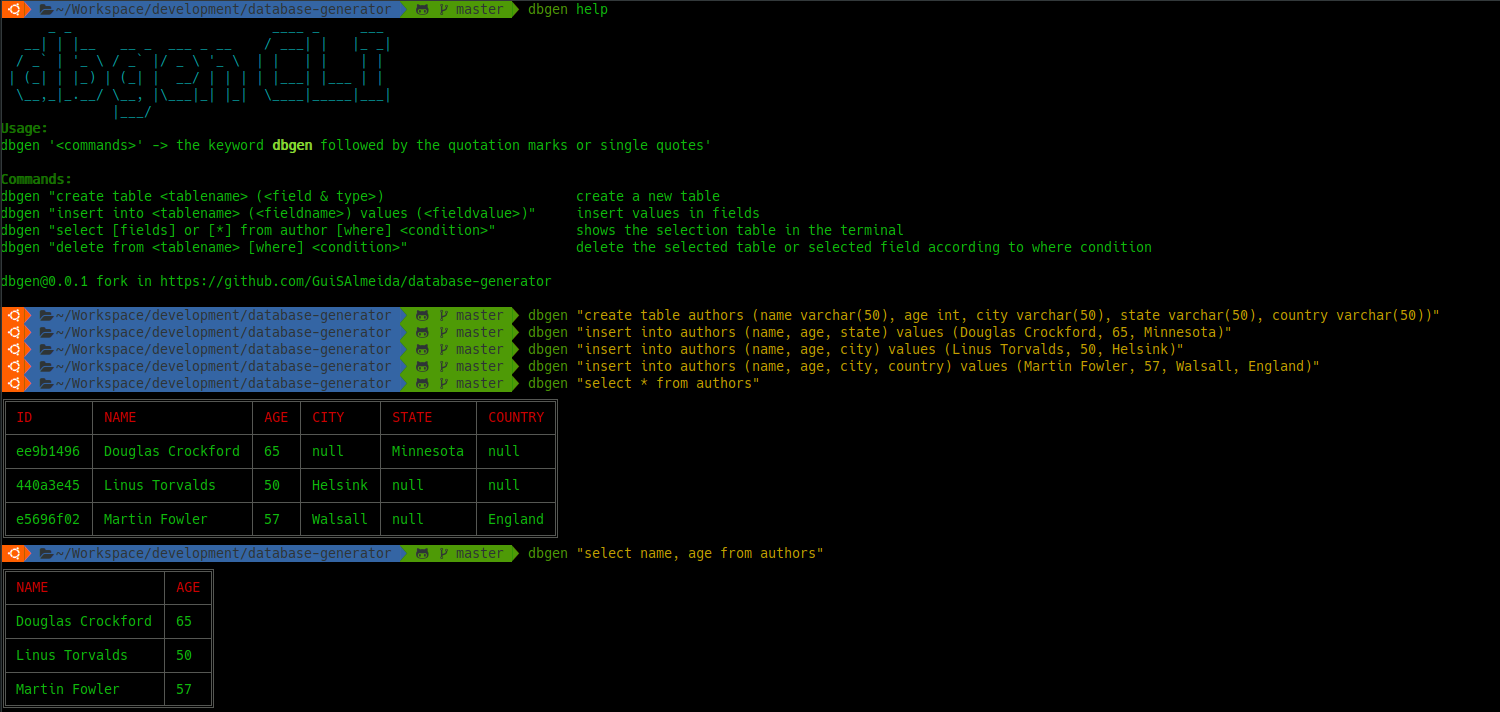 ~/Workspace/development/database-generator master dbgen help
dbgen CLI
Usage:
dbgen '<commands>' -> the keyword dbgen followed by the quotation marks or single quotes'
Commands:
dbgen "create table <tablename> (<field & type>) create a new table
dbgen "insert into <tablename> (<fieldname>) values (<fieldvalue>)" insert values in fields
dbgen "select [fields] or [*] from author [where] <condition>" shows the selection table in the terminal
dbgen "delete from <tablename> [where] <condition>" delete the selected table or selected field according to where condition
dbgen@0.0.1 fork in https://github.com/GuiSAlmeida/database-generator
~/Workspace/development/database-generator master dbgen "create table authors (name varchar(50), age int, city varchar(50), state varchar(50), country varchar(50))"
~/Workspace/development/database-generator master dbgen "insert into authors (name, age, state) values (Douglas Crockford, 65, Minnesota)"
~/Workspace/development/database-generator master dbgen "insert into authors (name, age, city) values (Linus Torvalds, 50, Helsink)"
~/Workspace/development/database-generator master dbgen "insert into authors (name, age, city, country) values (Martin Fowler, 57, Walsall, England)"
~/Workspace/development/database-generator master dbgen "select * from authors"
ID NAME AGE CITY STATE COUNTRY
ee9b1496 Douglas Crockford 65 null Minnesota null
440a3e45 Linus Torvalds 50 Helsink null null
e5696f02 Martin Fowler 57 Walsall null England
~/Workspace/development/database-generator master dbgen "select name, age from authors"
NAME AGE
Douglas Crockford 65
Linus Torvalds 50
Martin Fowler 57